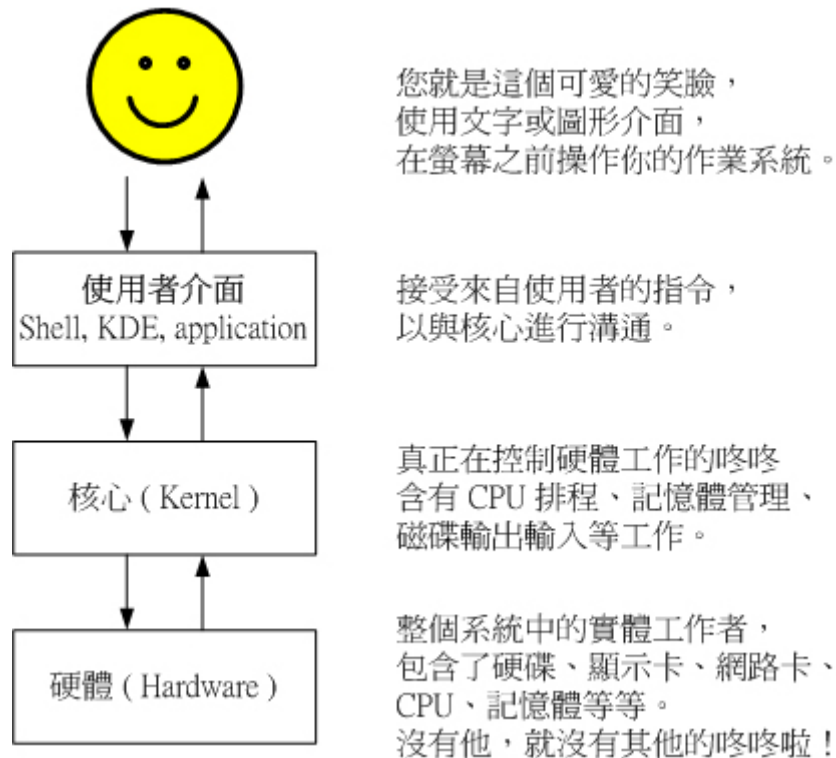 您就是這個可愛的笑臉，
使用文字或圖形介面，
在螢幕之前操作你的作業系統。
使用者介面
Shell, KDE, application
接受來自使用者的指令，
以與核心進行溝通。
核心 ( Kernel )
真正在控制硬體工作的咚咚
含有 CPU 排程、記憶體管理、
磁碟輸出輸入等工作。
硬體 ( Hardware )
整個系統中的實體工作者，
包含了硬碟、顯示卡、網路卡、
CPU、記憶體等等。
沒有他，就沒有其他的咚咚啦！